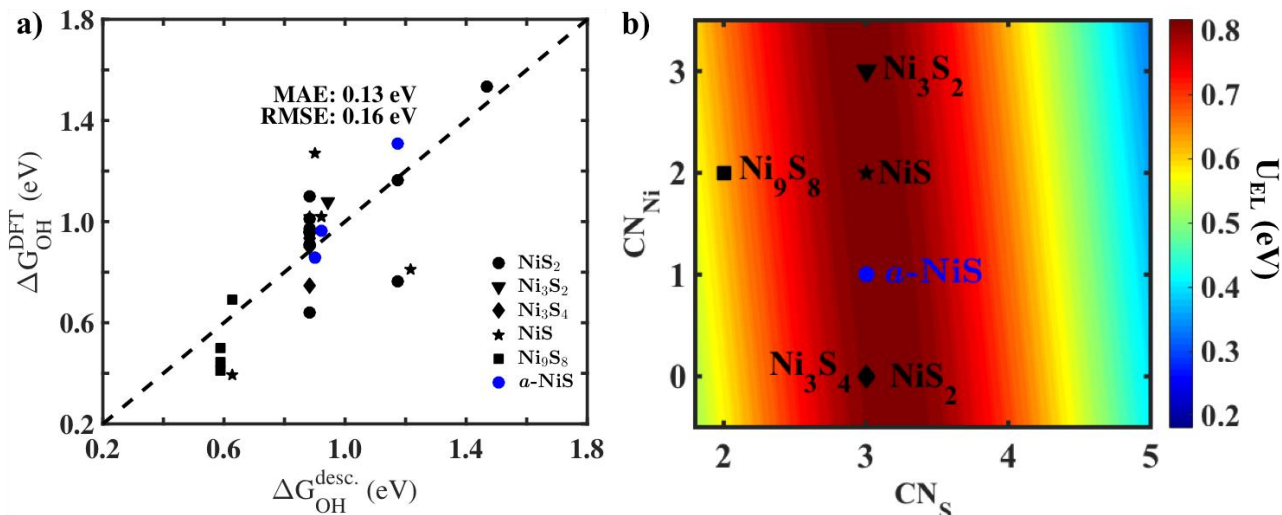 a)
1.8
1.4
1.0
0.6
0.2
ΔG_OH^DFT (eV)
MAE: 0.13 eV
RMSE: 0.16 eV
NiS₂
Ni₃S₂
Ni₃S₄
NiS
Ni₉S₈
a-NiS
0.2 0.6 1.0 1.4 1.8
ΔG_OH^desc. (eV)
b)
3
2
1
0
CN_Ni
Ni₃S₂
Ni₉S₈
NiS
a-NiS
Ni₃S₄ NiS₂
2 3 4 5
CN_S
0.8
0.7
0.6
0.5
0.4
0.3
0.2
U_EL (eV)